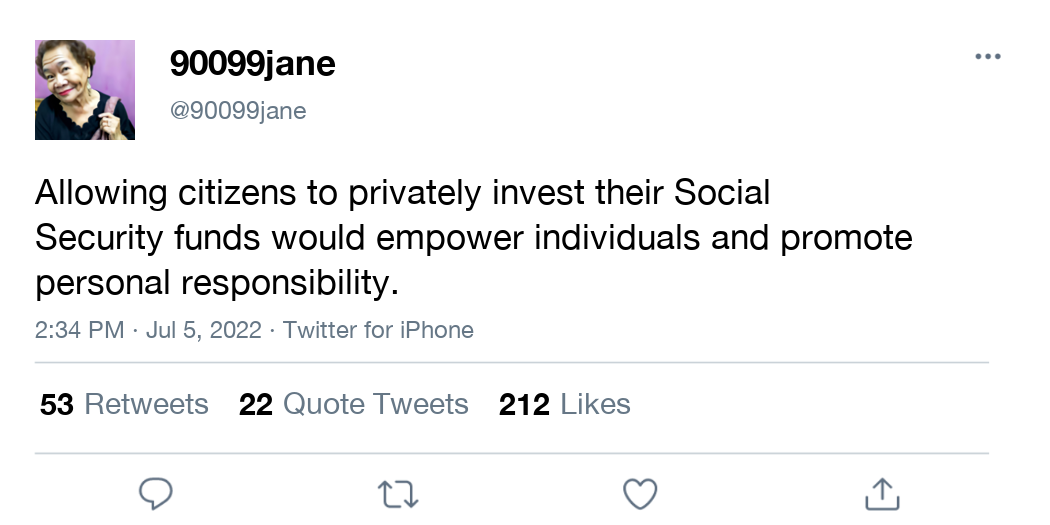 90099jane
@90099jane
Allowing citizens to privately invest their Social
Security funds would empower individuals and promote
personal responsibility.
2:34 PM · Jul 5, 2022 · Twitter for iPhone
53 Retweets 22 Quote Tweets 212 Likes